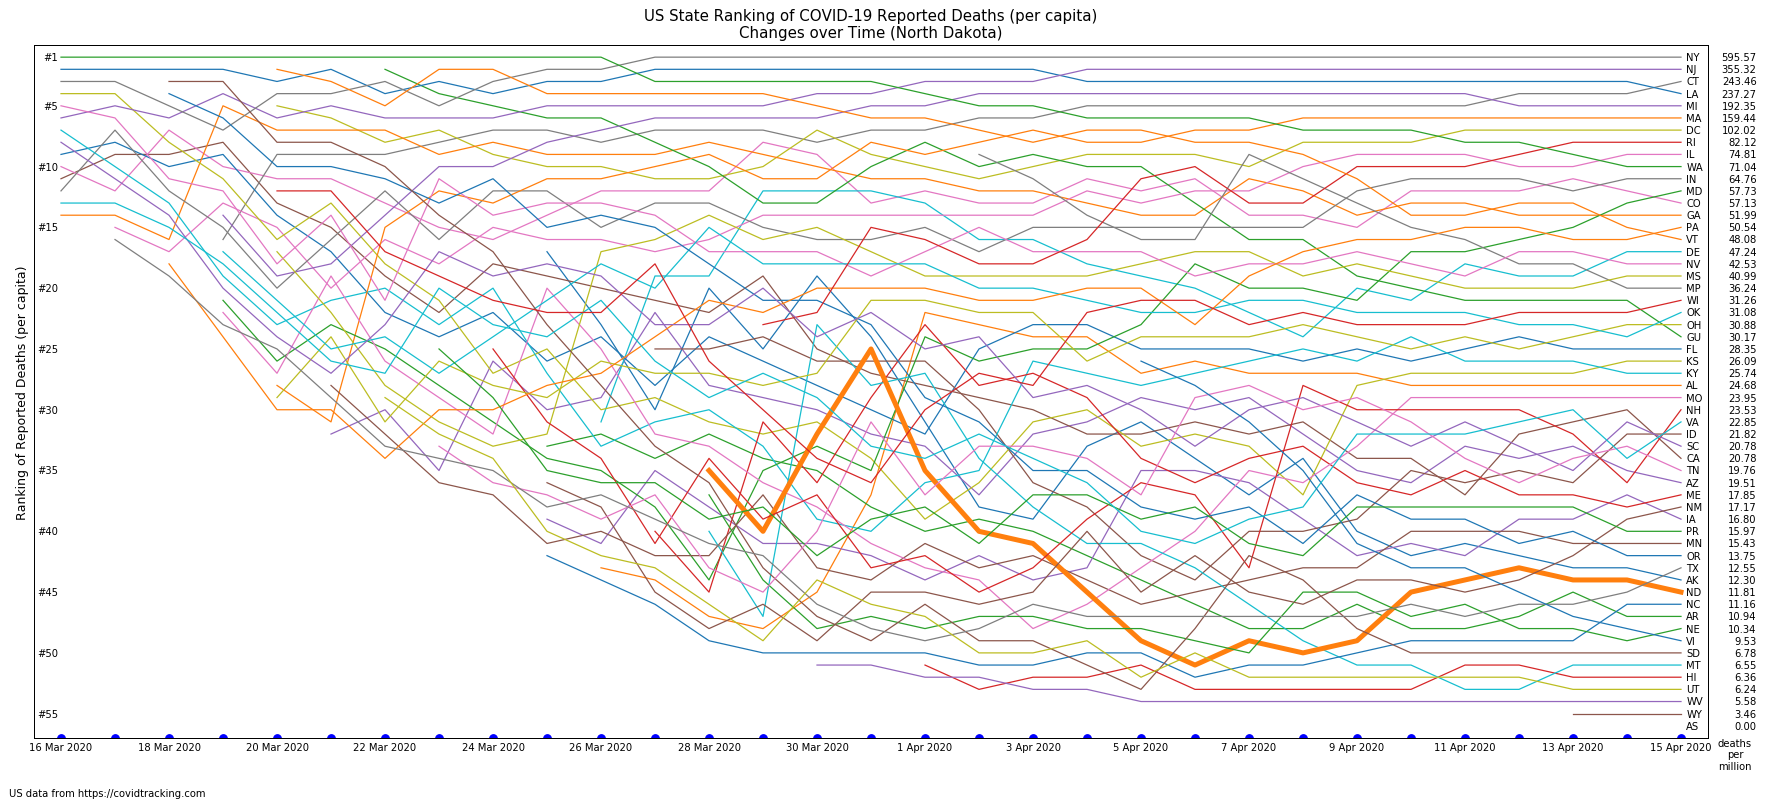 US State Ranking of COVID-19 Reported Deaths (per capita)
Changes over Time (North Dakota)
Ranking of Reported Deaths (per capita)
#1
#5
#10
#15
#20
#25
#30
#35
#40
#45
#50
#55
NY 595.57
NJ 355.32
CT 243.46
LA 237.27
MI 192.35
MA 159.44
DC 102.02
RI 82.12
IL 74.81
WA 71.04
IN 64.76
MD 57.73
CO 57.13
GA 51.99
PA 50.54
VT 48.08
DE 47.24
NV 42.53
MS 40.99
MP 36.24
WI 31.26
OK 31.08
OH 30.88
GU 30.17
FL 28.35
KS 26.09
KY 25.74
AL 24.68
MO 23.95
NH 23.53
VA 22.85
ID 21.82
SC 20.78
CA 20.78
TN 19.76
AZ 19.51
ME 17.85
NM 17.17
IA 16.80
PR 15.97
MN 15.43
OR 13.75
TX 12.55
AK 12.30
ND 11.81
NC 11.16
AR 10.94
NE 10.34
VI 9.53
SD 6.78
MT 6.55
HI 6.36
UT 6.24
WV 5.58
WY 3.46
AS 0.00
16 Mar 2020 18 Mar 2020 20 Mar 2020 22 Mar 2020 24 Mar 2020 26 Mar 2020 28 Mar 2020 30 Mar 2020 1 Apr 2020 3 Apr 2020 5 Apr 2020 7 Apr 2020 9 Apr 2020 11 Apr 2020 13 Apr 2020 15 Apr 2020
deaths
per
million
US data from https://covidtracking.com